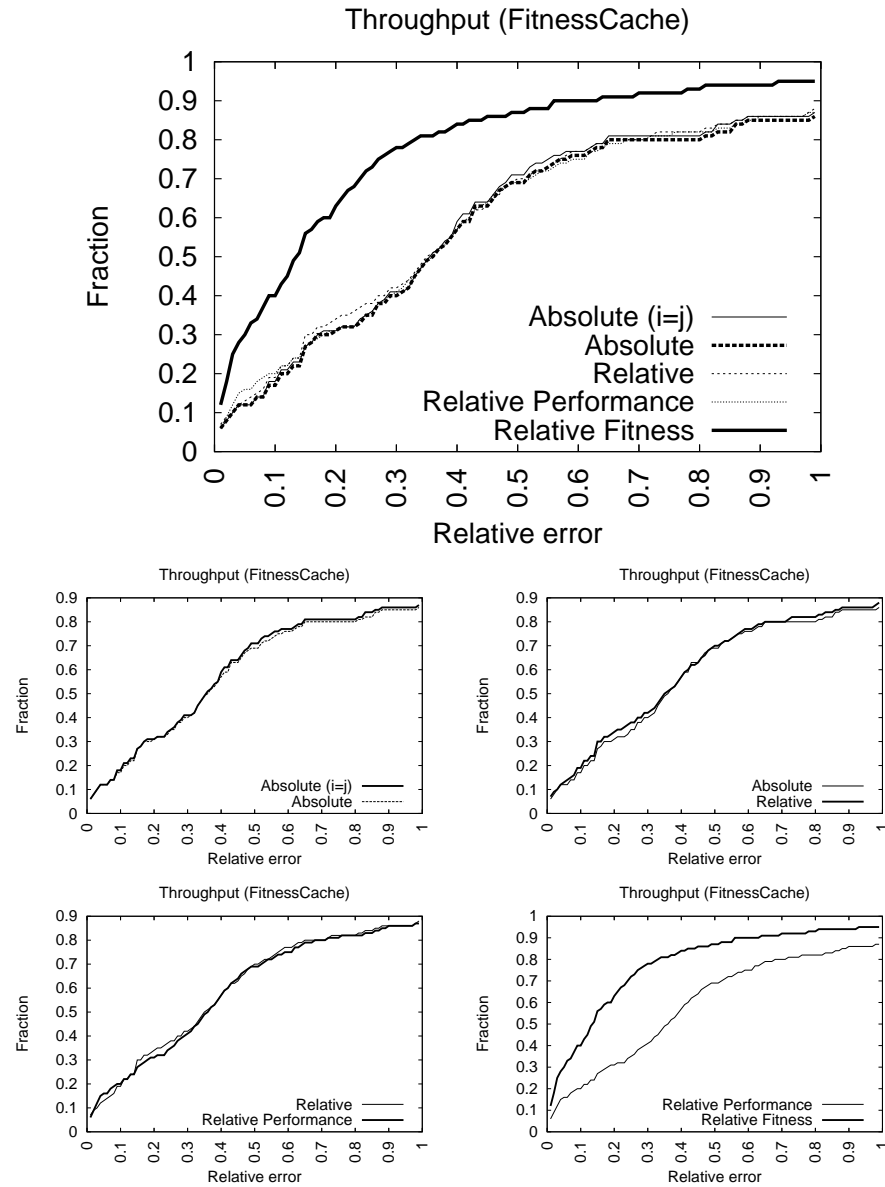 Throughput (FitnessCache)
1
0.9
0.8
0.7
0.6
0.5
0.4
0.3
0.2
0.1
0
Fraction
Absolute (i=j)
Absolute
Relative
Relative Performance
Relative Fitness
0 0.1 0.2 0.3 0.4 0.5 0.6 0.7 0.8 0.9 1
Relative error
Throughput (FitnessCache)
0.9
0.8
0.7
0.6
0.5
0.4
0.3
0.2
0.1
0
Fraction
Absolute (i=j)
Absolute
0 0.1 0.2 0.3 0.4 0.5 0.6 0.7 0.8 0.9 1
Relative error
Throughput (FitnessCache)
0.9
0.8
0.7
0.6
0.5
0.4
0.3
0.2
0.1
0
Fraction
Absolute
Relative
0 0.1 0.2 0.3 0.4 0.5 0.6 0.7 0.8 0.9 1
Relative error
Throughput (FitnessCache)
0.9
0.8
0.7
0.6
0.5
0.4
0.3
0.2
0.1
0
Fraction
Relative
Relative Performance
0 0.1 0.2 0.3 0.4 0.5 0.6 0.7 0.8 0.9 1
Relative error
Throughput (FitnessCache)
1
0.9
0.8
0.7
0.6
0.5
0.4
0.3
0.2
0.1
0
Fraction
Relative Performance
Relative Fitness
0 0.1 0.2 0.3 0.4 0.5 0.6 0.7 0.8 0.9 1
Relative error